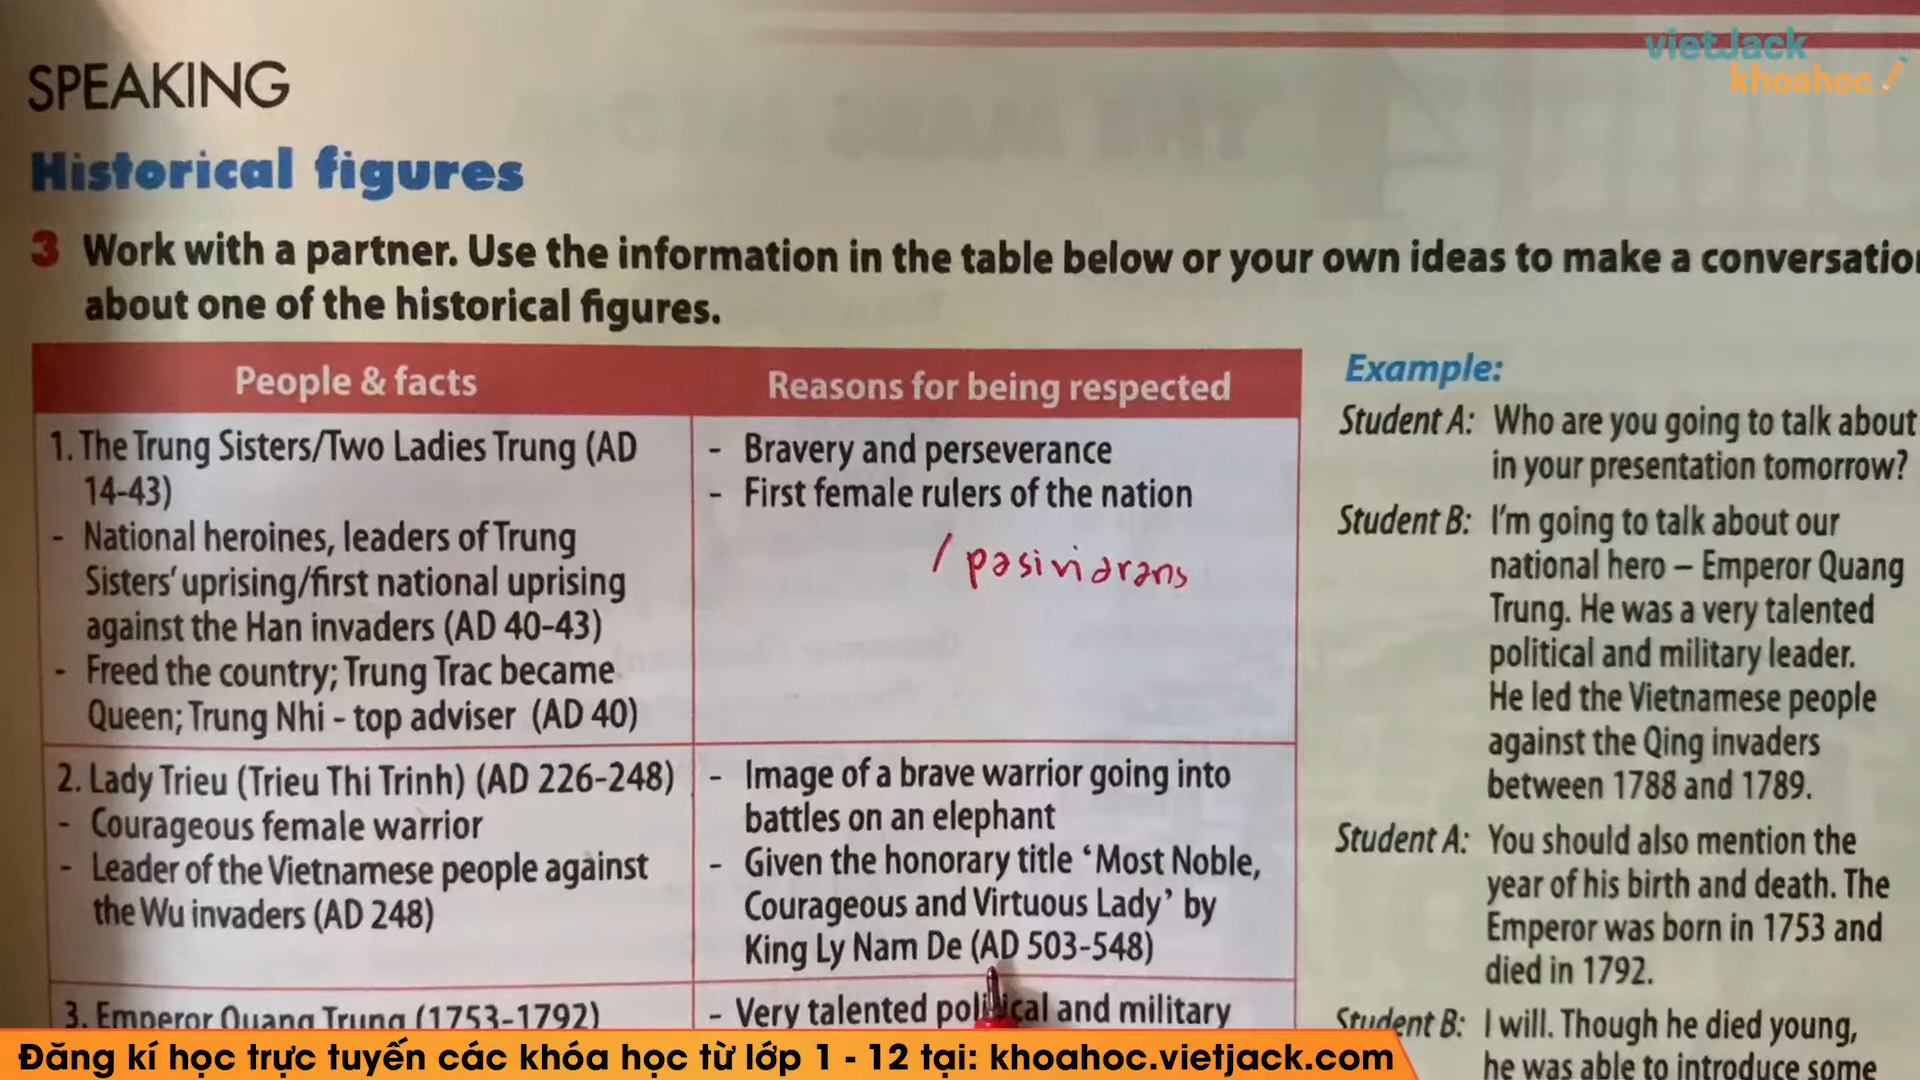 vietJack
khoahoc
SPEAKING
Historical figures
3 Work with a partner. Use the information in the table below or your own ideas to make a conversatio
about one of the historical figures.
People & facts
1. The Trung Sisters/Two Ladies Trung (AD
14-43)
- National heroines, leaders of Trung
Sisters' uprising/first national uprising
against the Han invaders (AD 40-43)
- Freed the country; Trung Trac became
Queen; Trung Nhi - top adviser (AD 40)
Reasons for being respected
- Bravery and perseverance
- First female rulers of the nation
/ pasiviarans
2. Lady Trieu (Trieu Thi Trinh) (AD 226-248)
- Courageous female warrior
- Leader of the Vietnamese people against
the Wu invaders (AD 248)
- Image of a brave warrior going into
battles on an elephant
- Given the honorary title 'Most Noble,
Courageous and Virtuous Lady' by
King Ly Nam De (AD 503-548)
3. Emperor Quang Trung (1753-1792)
- Very talented political and military
Example:
Student A: Who are you going to talk about
in your presentation tomorrow?
Student B: I'm going to talk about our
national hero – Emperor Quang
Trung. He was a very talented
political and military leader.
He led the Vietnamese people
against the Qing invaders
between 1788 and 1789.
Student A: You should also mention the
year of his birth and death. The
Emperor was born in 1753 and
died in 1792.
Student B: I will. Though he died young,
he was able to introduce some
Đăng kí học trực tuyến các khóa học từ lớp 1 - 12 tại: khoahoc.vietjack.com